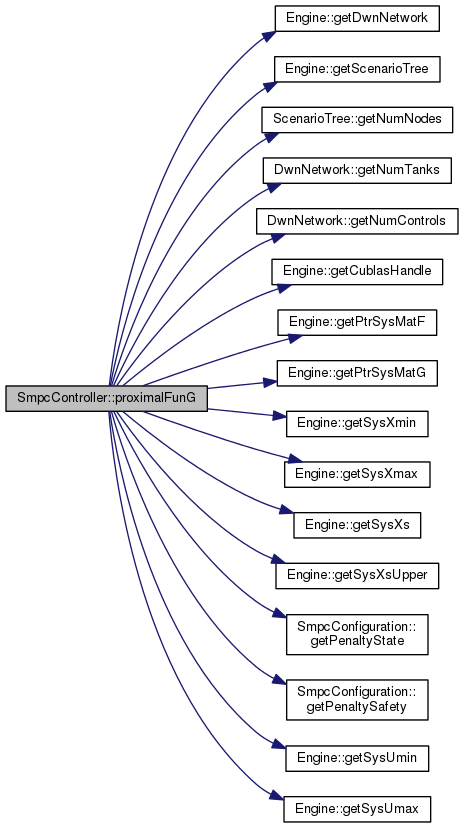 Engine::getDwnNetwork
Engine::getScenarioTree
ScenarioTree::getNumNodes
DwnNetwork::getNumTanks
DwnNetwork::getNumControls
Engine::getCublasHandle
Engine::getPtrSysMatF
Engine::getPtrSysMatG
SmpcController::proximalFunG
Engine::getSysXmin
Engine::getSysXmax
Engine::getSysXs
Engine::getSysXsUpper
SmpcConfiguration::
getPenaltyState
SmpcConfiguration::
getPenaltySafety
Engine::getSysUmin
Engine::getSysUmax